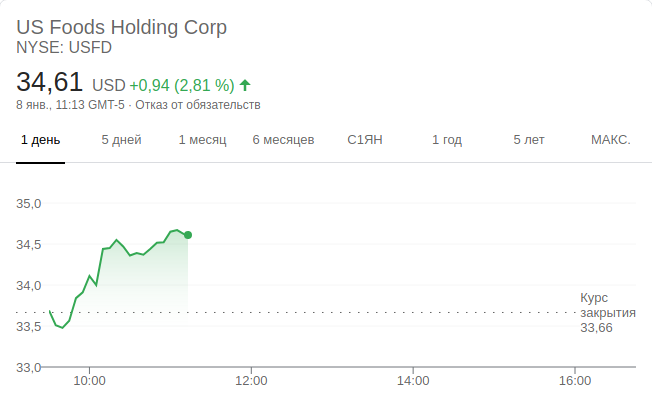 US Foods Holding Corp
NYSE: USFD
34,61 USD +0,94 (2,81 %)
8 янв., 11:13 GMT-5 · Отказ от обязательств
1 день 5 дней 1 месяц 6 месяцев С1ЯН 1 год 5 лет МАКС.
35,0
34,5
34,0
33,5
33,0
Курс
закрытия
33,66
10:00 12:00 14:00 16:00